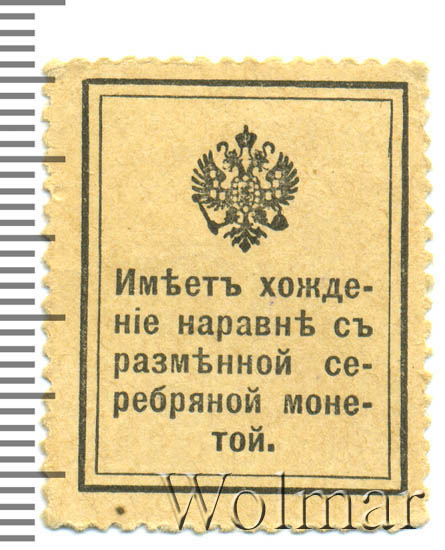 Имѣетъ хожде-
ніе наравнѣ съ
размѣнной се-
ребряной моне-
той.
Wolmar